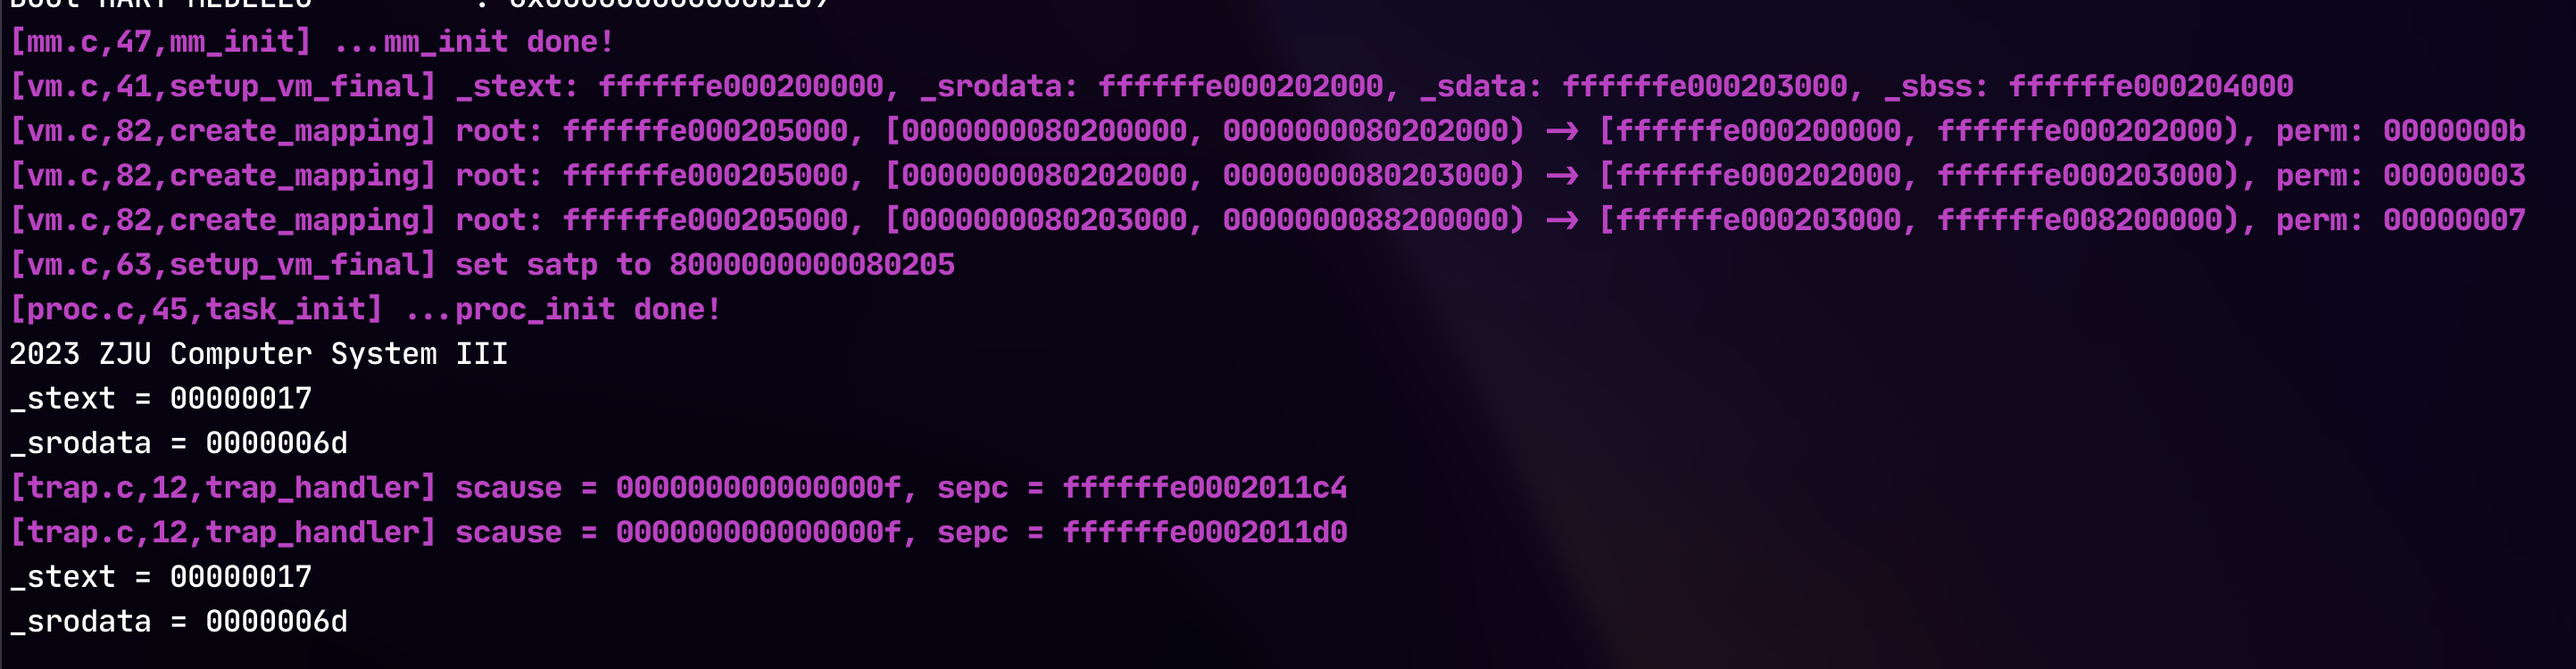 [mm.c,47,mm_init] ...mm_init done!
[vm.c,41,setup_vm_final] _stext: ffffffe000200000, _srodata: ffffffe000202000, _sdata: ffffffe000203000, _sbss: ffffffe000204000
[vm.c,82,create_mapping] root: ffffffe000205000, [0000000080200000, 0000000080202000) -> [ffffffe000200000, ffffffe000202000), perm: 0000000b
[vm.c,82,create_mapping] root: ffffffe000205000, [0000000080202000, 0000000080203000) -> [ffffffe000202000, ffffffe000203000), perm: 00000003
[vm.c,82,create_mapping] root: ffffffe000205000, [0000000080203000, 0000000088200000) -> [ffffffe000203000, ffffffe008200000), perm: 00000007
[vm.c,63,setup_vm_final] set satp to 8000000000080205
[proc.c,45,task_init] ...proc_init done!
2023 ZJU Computer System III
_stext = 00000017
_srodata = 0000006d
[trap.c,12,trap_handler] scause = 000000000000000f, sepc = ffffffe0002011c4
[trap.c,12,trap_handler] scause = 000000000000000f, sepc = ffffffe0002011d0
_stext = 00000017
_srodata = 0000006d